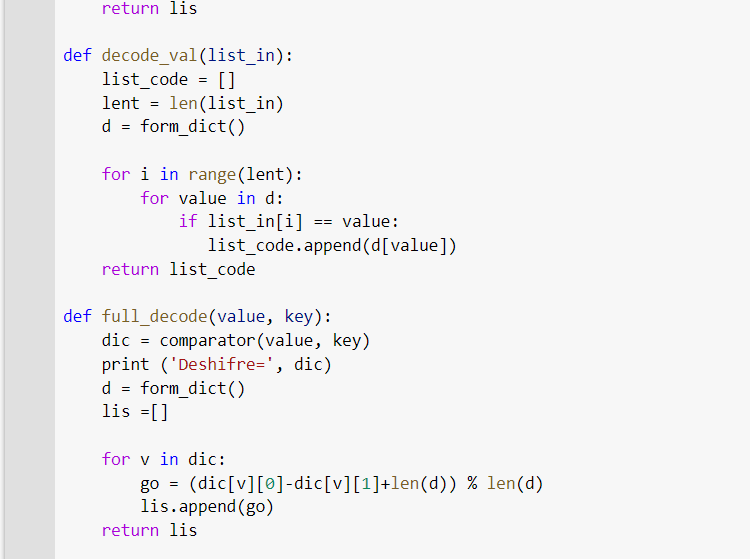 return lis
def decode_val(list_in):
list_code = []
lent = len(list_in)
d = form_dict()
for i in range(lent):
for value in d:
if list_in[i] == value:
list_code.append(d[value])
return list_code
def full_decode(value, key):
dic = comparator(value, key)
print ('Deshifre=', dic)
d = form_dict()
lis =[]
for v in dic:
go = (dic[v][0]-dic[v][1]+len(d)) % len(d)
lis.append(go)
return lis